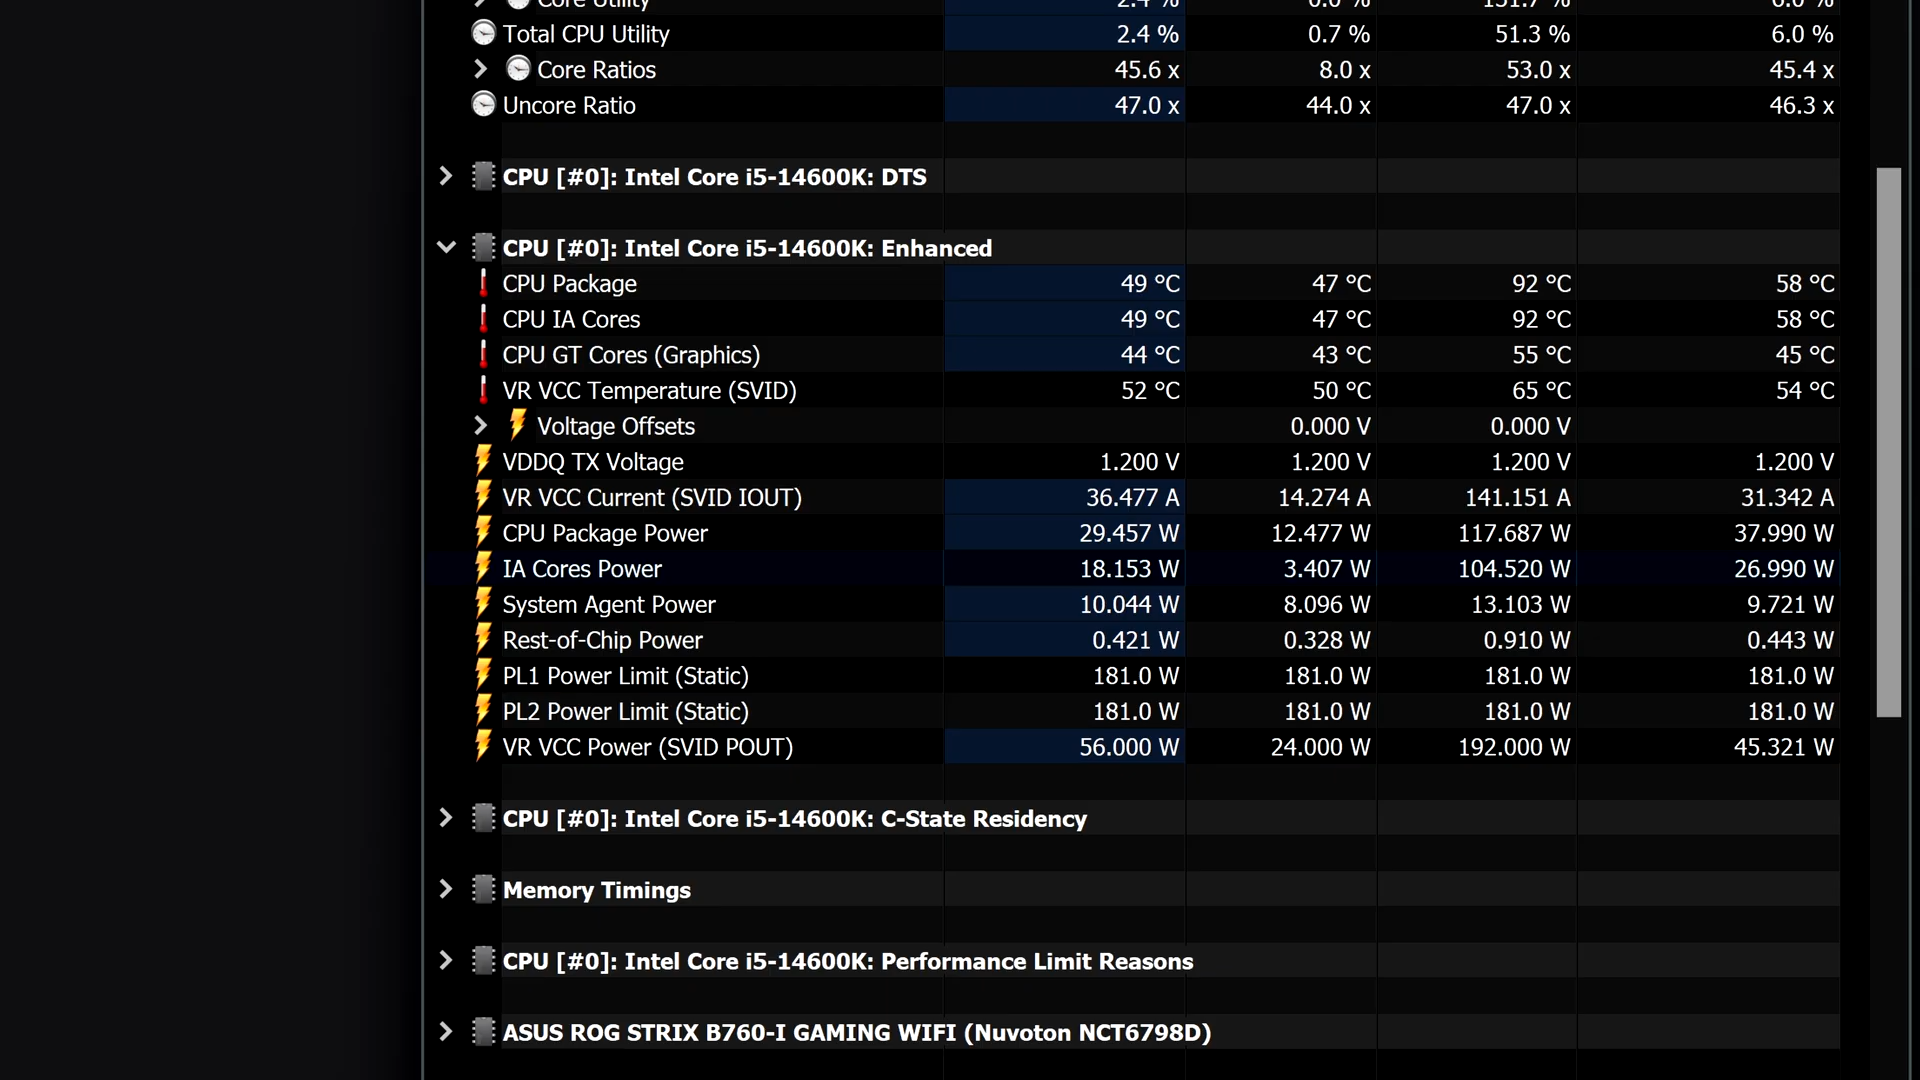 Core Utility 2.4 % 0.0 % 151.7 % 6.0 %
Total CPU Utility 2.4 % 0.7 % 51.3 % 6.0 %
Core Ratios 45.6 x 8.0 x 53.0 x 45.4 x
Uncore Ratio 47.0 x 44.0 x 47.0 x 46.3 x
CPU [#0]: Intel Core i5-14600K: DTS
CPU [#0]: Intel Core i5-14600K: Enhanced
CPU Package 49 °C 47 °C 92 °C 58 °C
CPU IA Cores 49 °C 47 °C 92 °C 58 °C
CPU GT Cores (Graphics) 44 °C 43 °C 55 °C 45 °C
VR VCC Temperature (SVID) 52 °C 50 °C 65 °C 54 °C
Voltage Offsets 0.000 V 0.000 V
VDDQ TX Voltage 1.200 V 1.200 V 1.200 V 1.200 V
VR VCC Current (SVID IOUT) 36.477 A 14.274 A 141.151 A 31.342 A
CPU Package Power 29.457 W 12.477 W 117.687 W 37.990 W
IA Cores Power 18.153 W 3.407 W 104.520 W 26.990 W
System Agent Power 10.044 W 8.096 W 13.103 W 9.721 W
Rest-of-Chip Power 0.421 W 0.328 W 0.910 W 0.443 W
PL1 Power Limit (Static) 181.0 W 181.0 W 181.0 W 181.0 W
PL2 Power Limit (Static) 181.0 W 181.0 W 181.0 W 181.0 W
VR VCC Power (SVID POUT) 56.000 W 24.000 W 192.000 W 45.321 W
CPU [#0]: Intel Core i5-14600K: C-State Residency
Memory Timings
CPU [#0]: Intel Core i5-14600K: Performance Limit Reasons
ASUS ROG STRIX B760-I GAMING WIFI (Nuvoton NCT6798D)